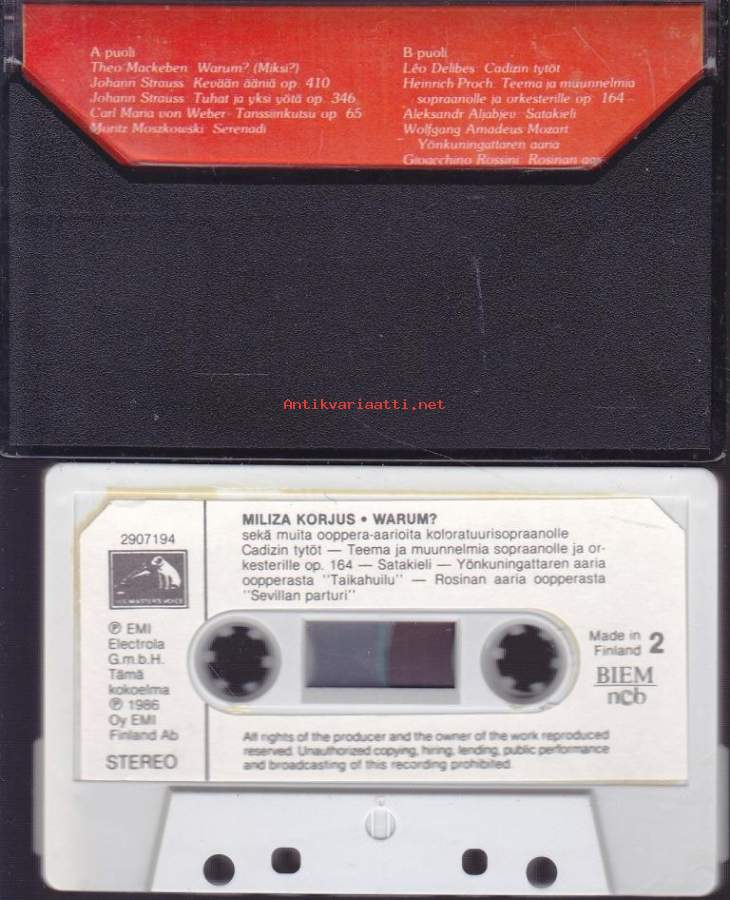 A puoli
Theo Mackeben Warum? (Miksi?)
Johann Strauss Kevään ääniä op. 410
Johann Strauss Tuhat ja yksi yötä op. 346
Carl Maria von Weber Tanssiinkutsu op. 65
Moritz Moszkowski Serenadi
B-puoli
Léo Delibes Cadizin tytöt
Heinrich Proch Teema ja muunnelmia
sopraanolle ja orkesterille op 164
Aleksandr Aljabjev Satakieli
Wolfgang Amadeus Mozart
Yönkuningattaren aaria
Gioacchino Rossini Rosinan
Antikvariaatti.net
MILIZA KORJUS • WARUM?
sekä muita ooppera-aarioita koloratuurisopraanolle
Cadizin tytöt — Teema ja muunnelmia sopraanolle ja or-
kesterille op. 164 — Satakieli — Yönkuningattaren aaria
oopperasta "Taikahuilu" — Rosinan aaria oopperasta
"Sevillan parturi"
2907194
HIS MASTER'S VOICE
℗ EMI
Electrola
G.m.b.H.
Tämä
kokoelma
℗ 1986
Oy EMI
Finland Ab
STEREO
Made in
Finland 2
BIEM
ncb
All rights of the producer and the owner of the work reproduced
reserved. Unauthorized copying, hiring, lending, public performance
and broadcasting of this recording prohibited.